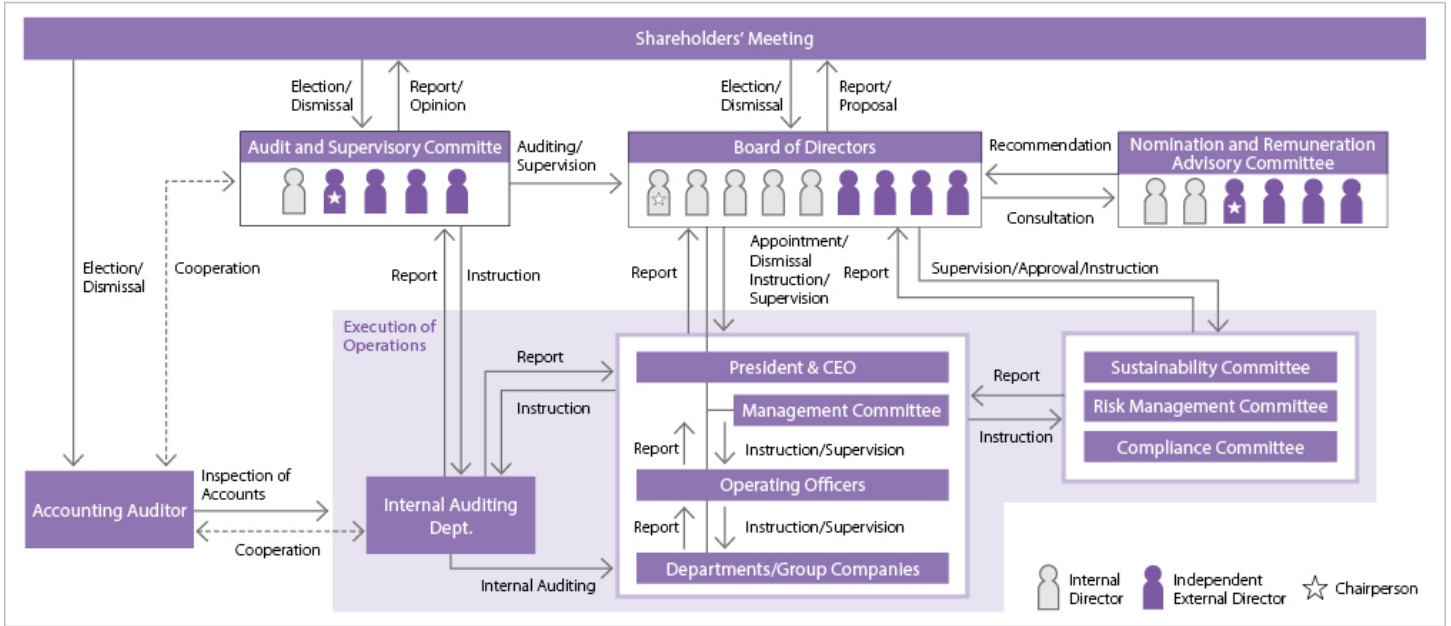 Shareholders' Meeting
Election/
Dismissal
Report/
Opinion
Election/
Dismissal
Report/
Proposal
Audit and Supervisory Committe
Auditing/
Supervision
Board of Directors
Recommendation
Nomination and Remuneration
Advisory Committee
Consultation
Election/
Dismissal
Cooperation
Report
Instruction
Report
Appointment/
Dismissal
Instruction/
Supervision
Report
Supervision/Approval/Instruction
Execution of
Operations
Report
Instruction
President & CEO
Management Committee
Report
Instruction/Supervision
Operating Officers
Report
Instruction/Supervision
Departments/Group Companies
Report
Instruction
Sustainability Committee
Risk Management Committee
Compliance Committee
Accounting Auditor
Inspection of
Accounts
Cooperation
Internal Auditing
Dept.
Internal Auditing
Internal
Director
Independent
External Director
Chairperson